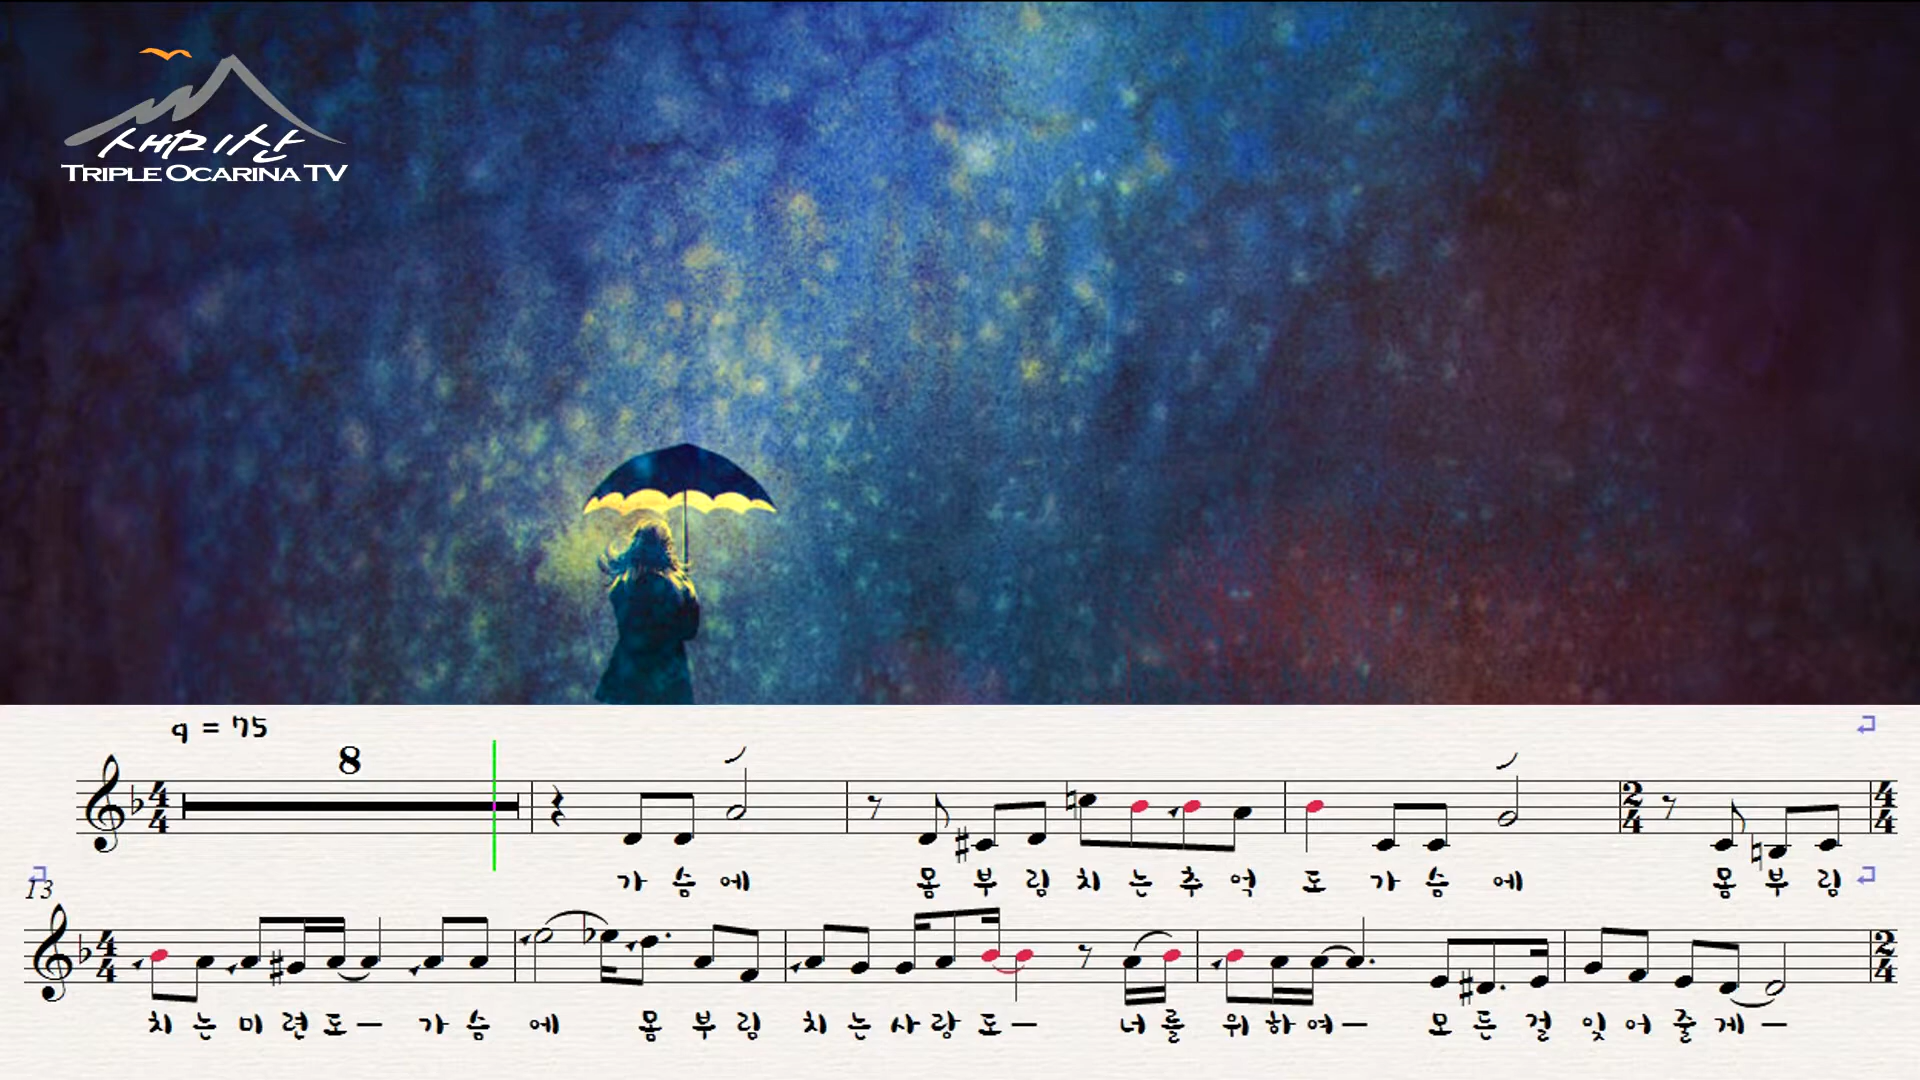 새미산
TRIPLE OCARINA TV
q = 75
8
가 슴 에 몸 부 림 치 는 추 억 도 가 슴 에 몸 부 림
13
치 는 미 련 도 — 가 슴 에 몸 부 림 치 는 사 랑 도 — 너 를 위 하 여 — 모 든 걸 잊 어 줄 게 —